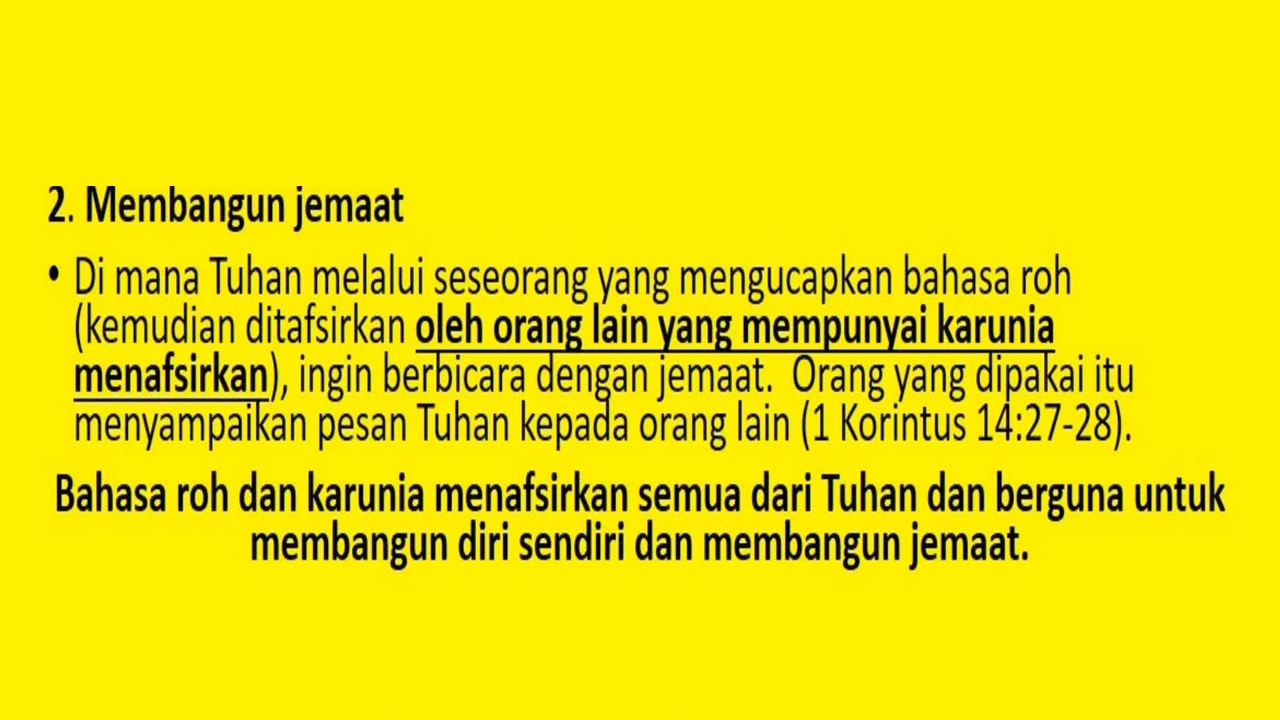 2. Membangun jemaat
• Di mana Tuhan melalui seseorang yang mengucapkan bahasa roh
(kemudian ditafsirkan oleh orang lain yang mempunyai karunia
menafsirkan), ingin berbicara dengan jemaat. Orang yang dipakai itu
menyampaikan pesan Tuhan kepada orang lain (1 Korintus 14:27-28).
Bahasa roh dan karunia menafsirkan semua dari Tuhan dan berguna untuk
membangun diri sendiri dan membangun jemaat.